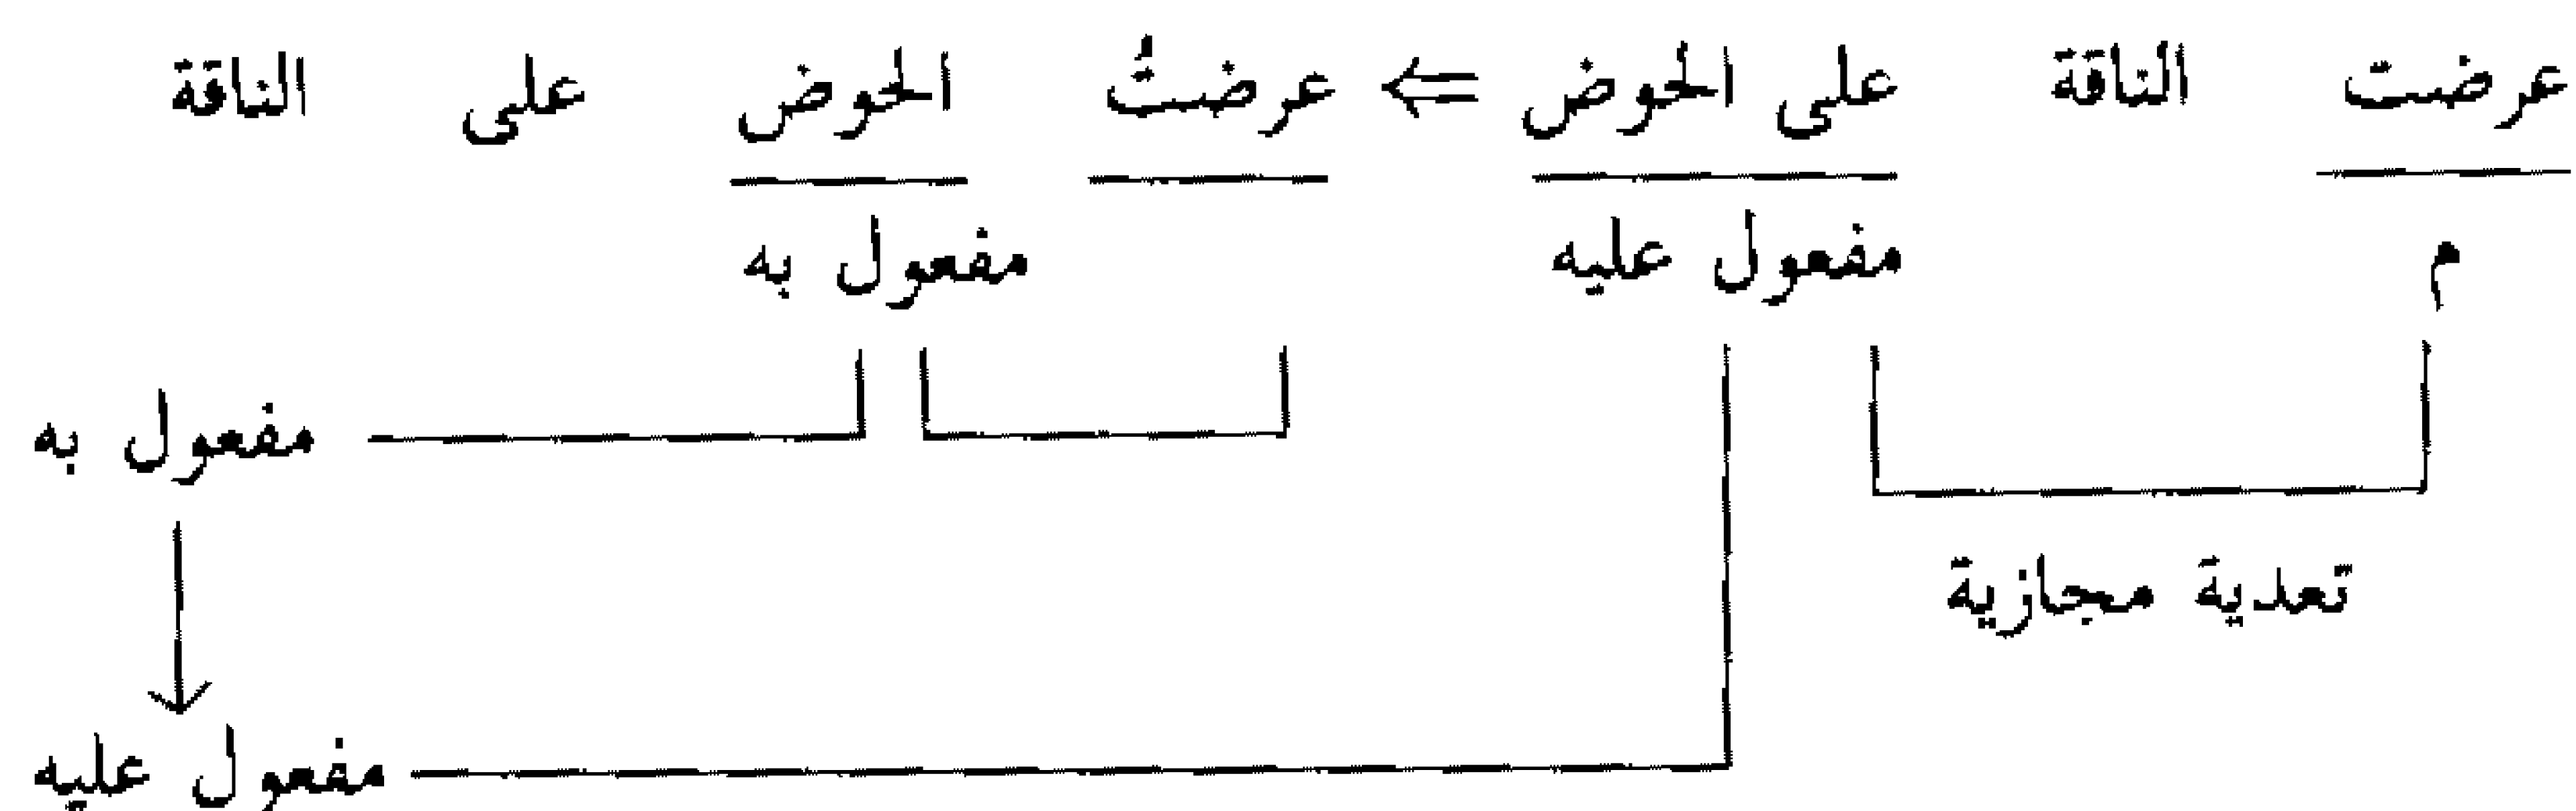 عرضت الناقة على الحوض ⇐ عرضتُ الحوض على الناقة
م مفعول عليه مفعول به
مفعول به
تعدية مجازية
مفعول عليه